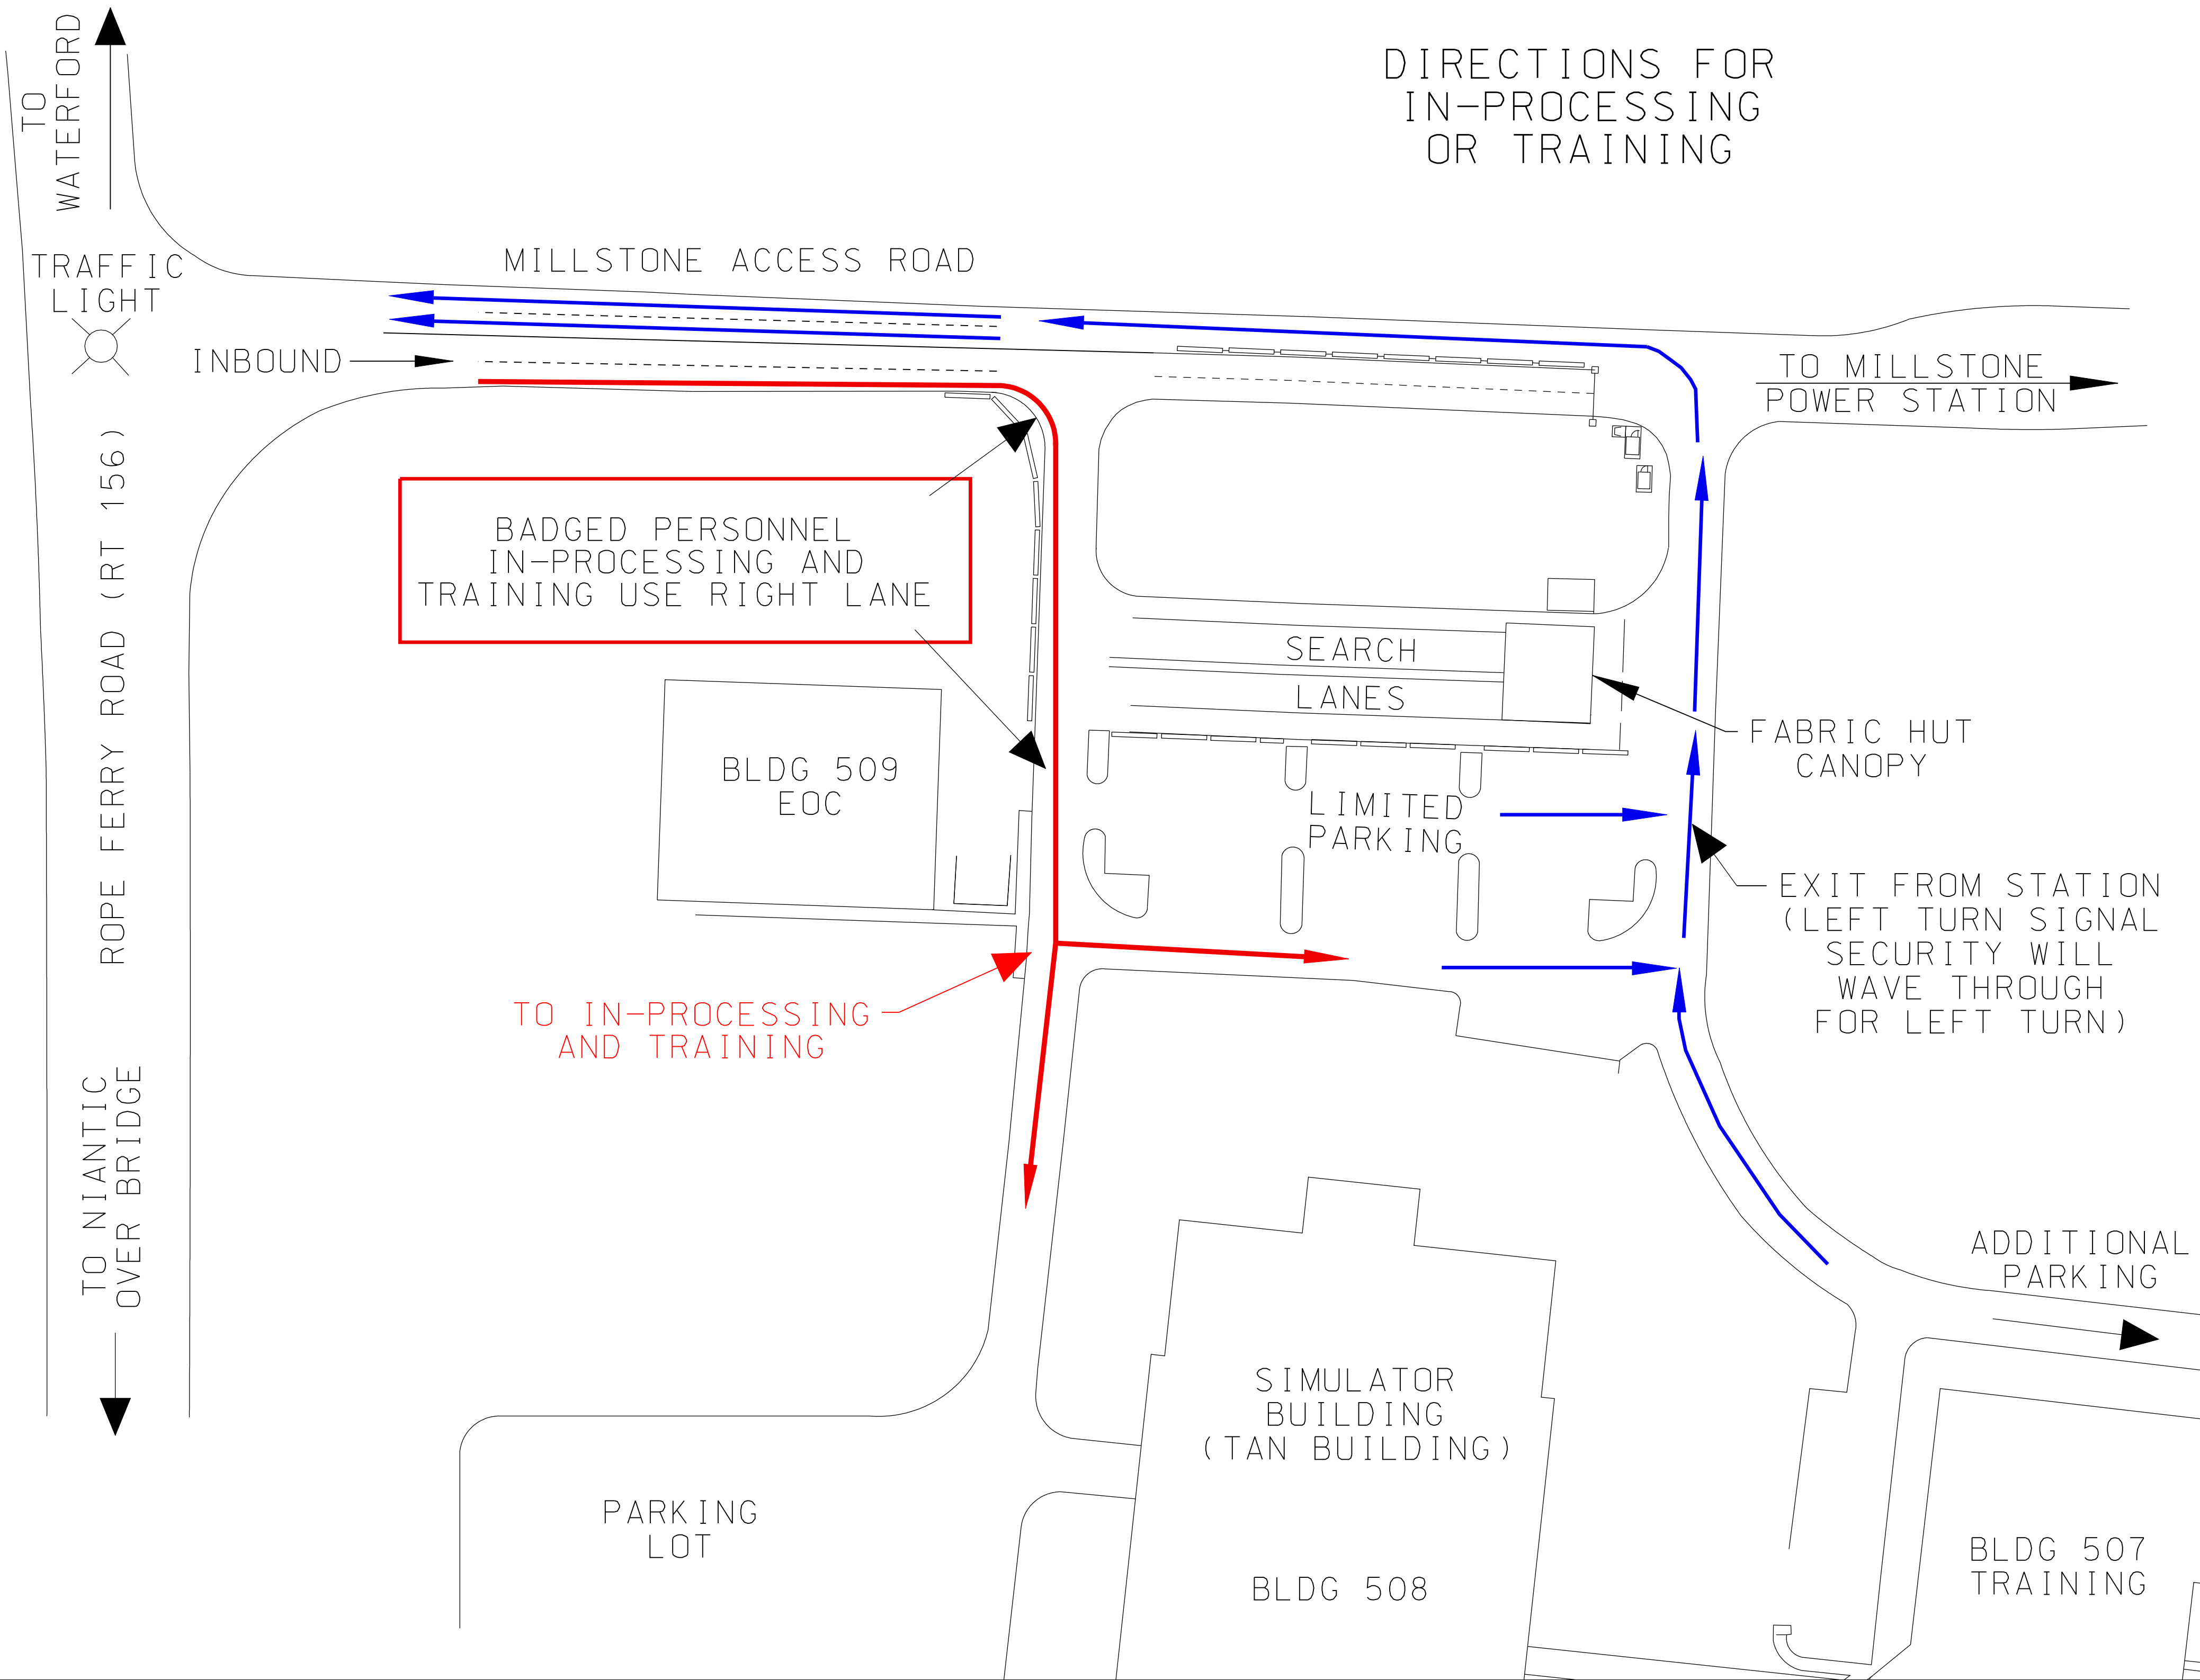 DIRECTIONS FOR
IN-PROCESSING
OR TRAINING
TO
WATERFORD
TRAFFIC
LIGHT
MILLSTONE ACCESS ROAD
INBOUND
TO MILLSTONE
POWER STATION
ROPE FERRY ROAD (RT 156)
BADGED PERSONNEL
IN-PROCESSING AND
TRAINING USE RIGHT LANE
SEARCH
LANES
FABRIC HUT
CANOPY
BLDG 509
EOC
LIMITED
PARKING
EXIT FROM STATION
(LEFT TURN SIGNAL
SECURITY WILL
WAVE THROUGH
FOR LEFT TURN)
TO IN-PROCESSING
AND TRAINING
TO NIANTIC
OVER BRIDGE
ADDITIONAL
PARKING
SIMULATOR
BUILDING
(TAN BUILDING)
PARKING
LOT
BLDG 508
BLDG 507
TRAINING